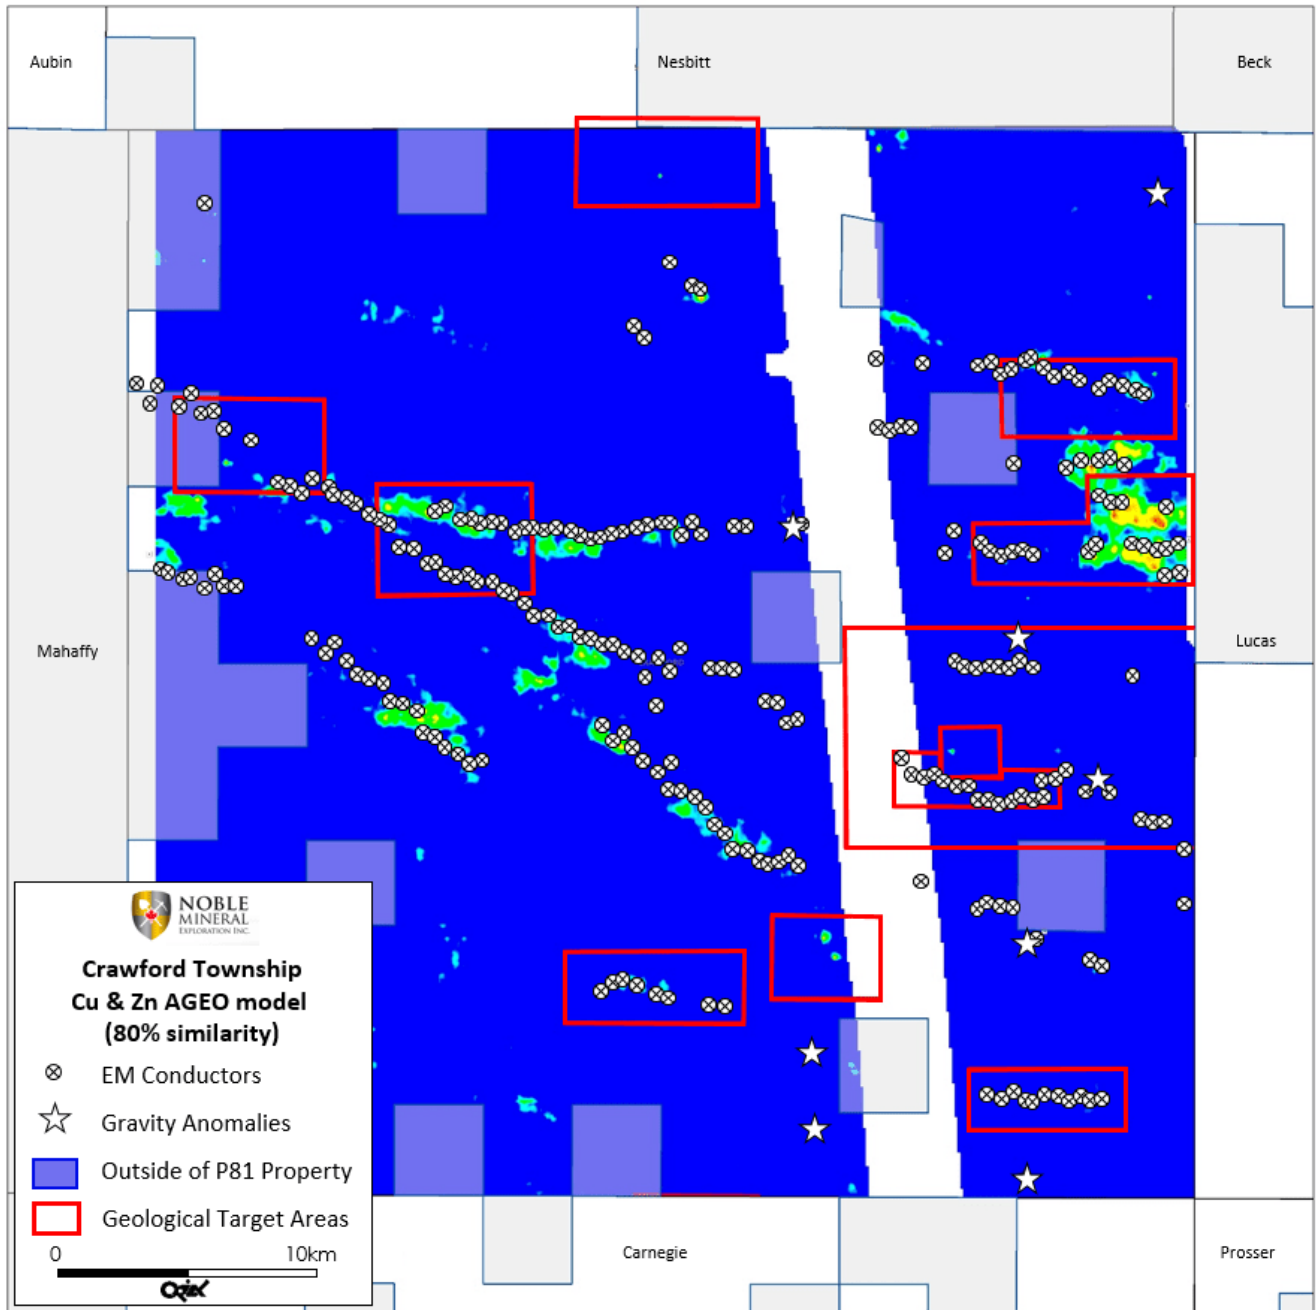 Aubin
Nesbitt
Beck
Mahaffy
Lucas
NOBLE
MINERAL
EXPLORATION INC.
Crawford Township
Cu & Zn AGEO model
(80% similarity)
EM Conductors
Gravity Anomalies
Outside of P81 Property
Geological Target Areas
0 10km
Carnegie
Prosser